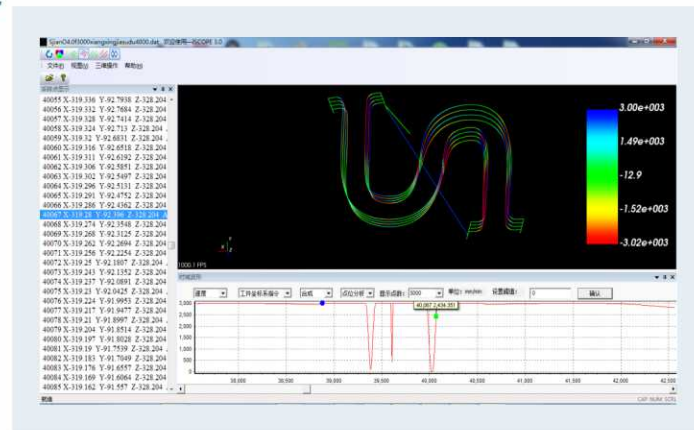 SjianO4.0f3000xiangxingjiasudu4000.dat_ 欢迎使用---iSCOPE 3.0
文件(F) 视图(V) 三维操作 帮助(H)
40055 X-319.336 Y-92.7938 Z-328.204
40056 X-319.332 Y-92.7684 Z-328.204
40057 X-319.328 Y-92.7414 Z-328.204
40058 X-319.324 Y-92.713 Z-328.204
40059 X-319.32 Y-92.6831 Z-328.204
40060 X-319.316 Y-92.6518 Z-328.204
40061 X-319.311 Y-92.6192 Z-328.204
40062 X-319.306 Y-92.5851 Z-328.204
40063 X-319.302 Y-92.5497 Z-328.204
40064 X-319.296 Y-92.5131 Z-328.204
40065 X-319.291 Y-92.4752 Z-328.204
40066 X-319.286 Y-92.4362 Z-328.204
40067 X-319.28 Y-92.396 Z-328.204 A
40068 X-319.274 Y-92.3548 Z-328.204
40069 X-319.268 Y-92.3125 Z-328.204
40070 X-319.262 Y-92.2694 Z-328.204
40071 X-319.256 Y-92.2254 Z-328.204
40072 X-319.25 Y-92.1807 Z-328.204
40073 X-319.243 Y-92.1352 Z-328.204
40074 X-319.237 Y-92.0891 Z-328.204
40075 X-319.23 Y-92.0425 Z-328.204
40076 X-319.224 Y-91.9953 Z-328.204
40077 X-319.217 Y-91.9477 Z-328.204
40078 X-319.21 Y-91.8997 Z-328.204
40079 X-319.204 Y-91.8514 Z-328.204
40080 X-319.197 Y-91.8028 Z-328.204
40081 X-319.19 Y-91.7539 Z-328.204
40082 X-319.183 Y-91.7049 Z-328.204
40083 X-319.176 Y-91.6557 Z-328.204
40084 X-319.169 Y-91.6064 Z-328.204
40085 X-319.162 Y-91.557 Z-328.204
3.00e+003
1.49e+003
-12.9
-1.52e+003
-3.02e+003
Y
X
1000.1 FPS
时域波形
速度 工件坐标系指令 合成 点位分析 显示点数: 5000 单位: mm/min 设置阈值: 0 确认
40,067 2,434.351
3,000
2,500
2,000
1,500
1,000
500
0
38,000 38,500 39,000 39,500 40,000 40,500 41,000 41,500 42,000 42,500
就绪 CAP NUM SCRL